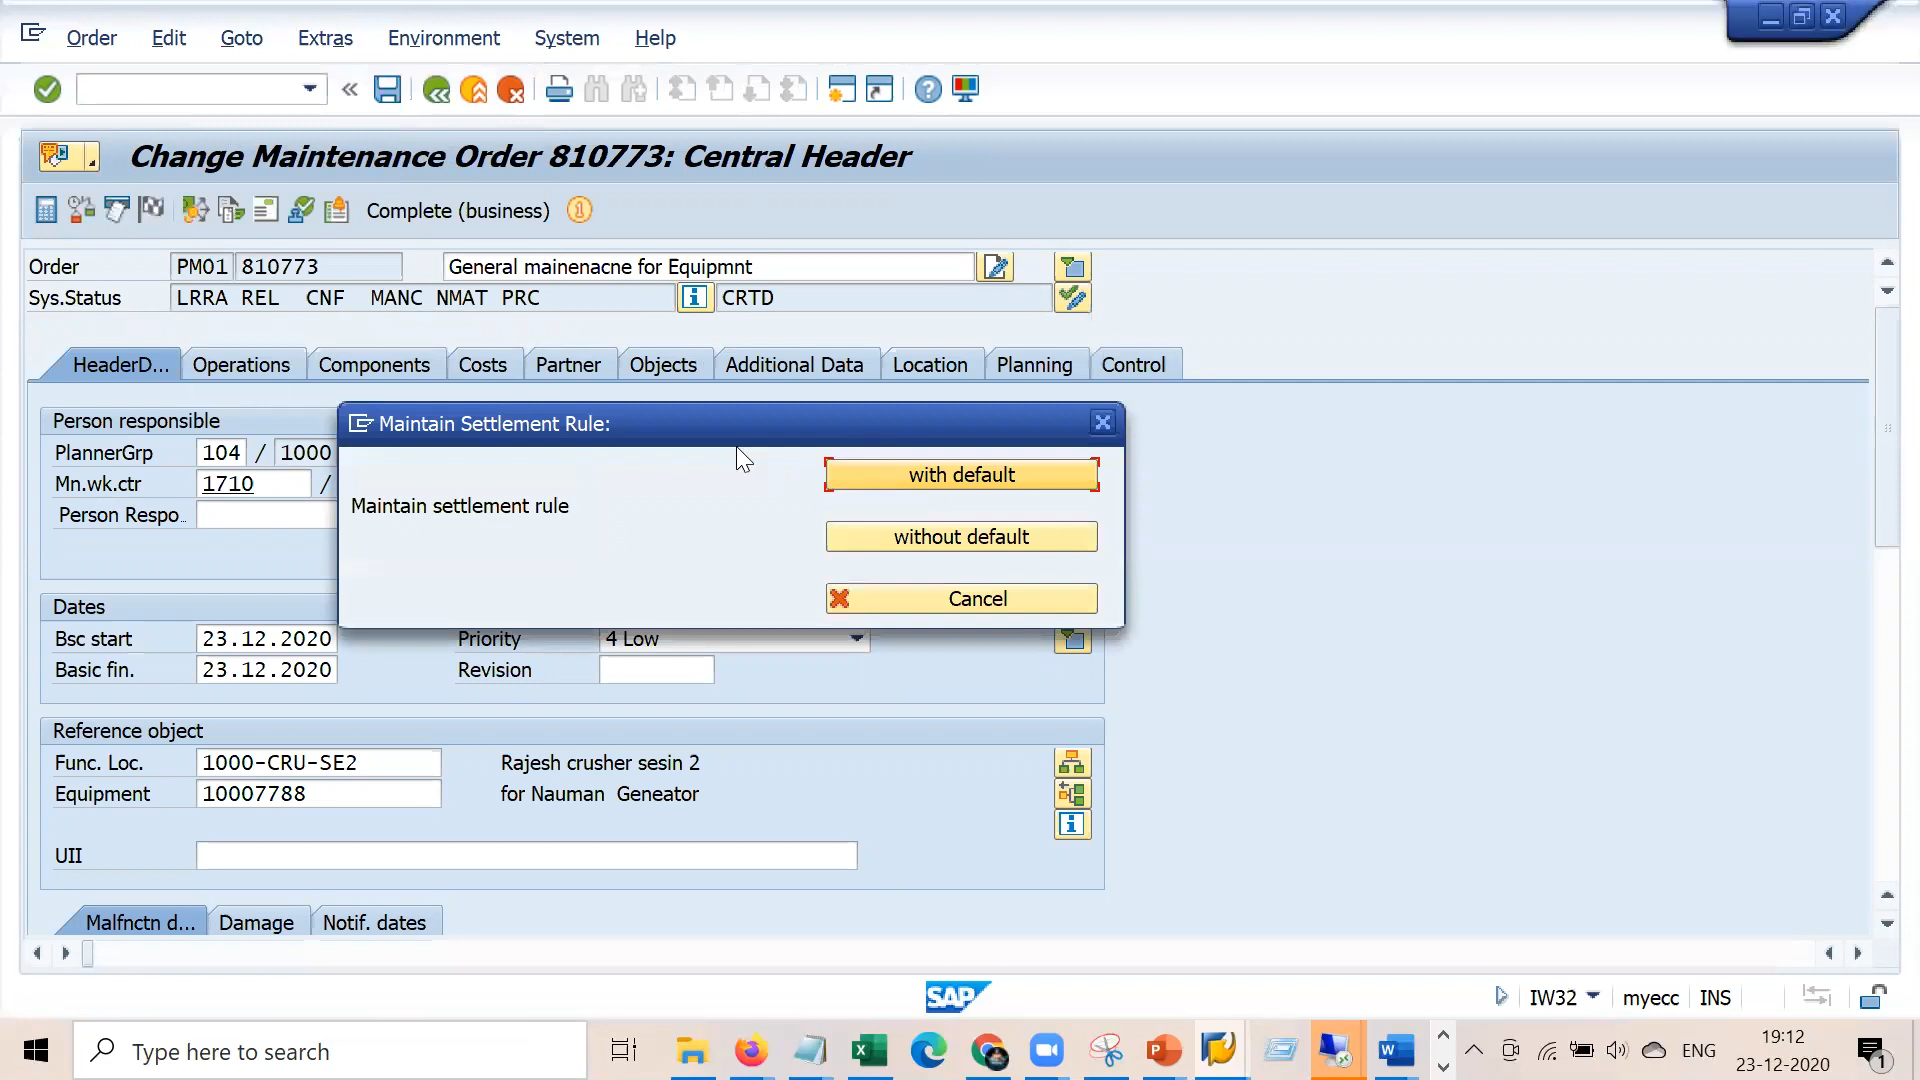 Order Edit Goto Extras Environment System Help
Change Maintenance Order 810773: Central Header
Complete (business)
Order PM01 810773 General mainenacne for Equipmnt
Sys.Status LRRA REL CNF MANC NMAT PRC CRTD
HeaderD... Operations Components Costs Partner Objects Additional Data Location Planning Control
Person responsible
Maintain Settlement Rule:
PlannerGrp 104 / 1000
with default
Mn.wk.ctr 1710 /
Maintain settlement rule
Person Respo..
without default
Cancel
Dates
Bsc start 23.12.2020 Priority 4 Low
Basic fin. 23.12.2020 Revision
Reference object
Func. Loc. 1000-CRU-SE2 Rajesh crusher sesin 2
Equipment 10007788 for Nauman Geneator
UII
Malfnctn d... Damage Notif. dates
SAP
IW32 myecc INS
Type here to search
ENG
19:12
23-12-2020
1